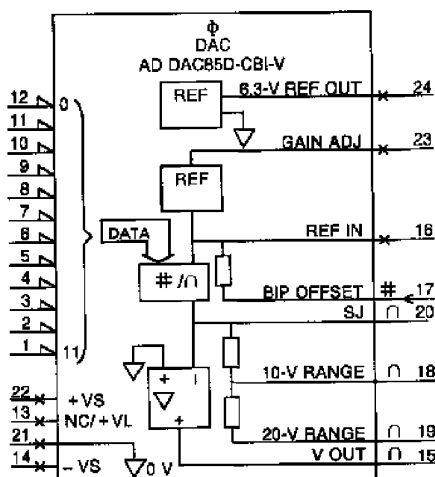 Φ
DAC
AD DAC85D-CBI-V
12 0
11
10
9
8
7
6
5
4
3
2
1 11
22 +VS
13 NC/+VL
21
14 -VS
REF 6.3-V REF OUT 24
GAIN ADJ 23
REF
REF IN 16
DATA
#/∩
BIP OFFSET # 17
SJ ∩ 20
+ -
+
10-V RANGE ∩ 18
20-V RANGE ∩ 19
0 V
V OUT ∩ 15